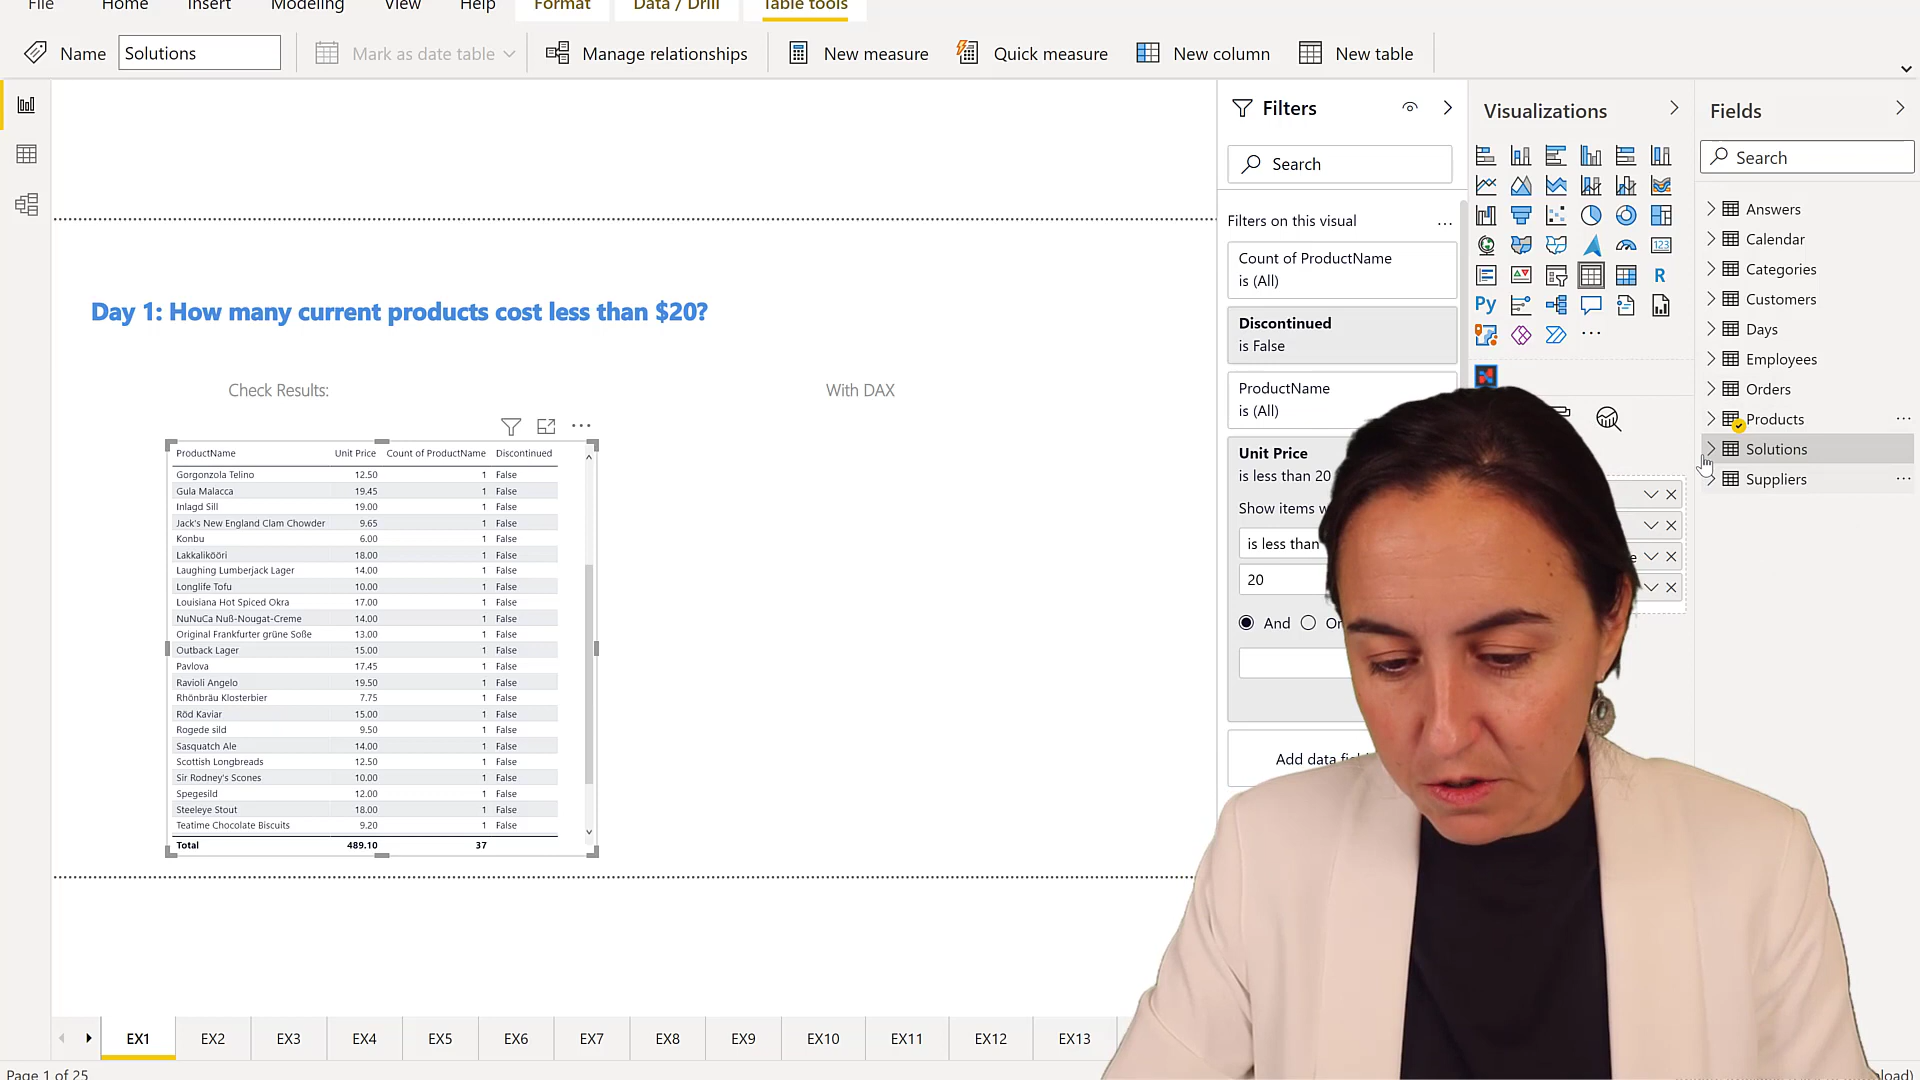 File Home Insert Modeling View Help Format Data / Drill Table tools
Name Solutions Mark as date table Manage relationships New measure Quick measure New column New table
Filters
Search
Filters on this visual ...
Count of ProductName
is (All)
Discontinued
is False
ProductName
is (All)
Unit Price
is less than 20
Show items
is less than
20
And
Add data
Visualizations
123
R
Py
Fields
Search
Answers
Calendar
Categories
Customers
Days
Employees
Orders
Products
Solutions
Suppliers
Day 1: How many current products cost less than $20?
Check Results:
With DAX
ProductName Unit Price Count of ProductName Discontinued
Gorgonzola Telino 12.50 1 False
Gula Malacca 19.45 1 False
Inlagd Sill 19.00 1 False
Jack's New England Clam Chowder 9.65 1 False
Konbu 6.00 1 False
Lakkalikööri 18.00 1 False
Laughing Lumberjack Lager 14.00 1 False
Longlife Tofu 10.00 1 False
Louisiana Hot Spiced Okra 17.00 1 False
NuNuCa Nuß-Nougat-Creme 14.00 1 False
Original Frankfurter grüne Soße 13.00 1 False
Outback Lager 15.00 1 False
Pavlova 17.45 1 False
Ravioli Angelo 19.50 1 False
Rhönbräu Klosterbier 7.75 1 False
Röd Kaviar 15.00 1 False
Rogede sild 9.50 1 False
Sasquatch Ale 14.00 1 False
Scottish Longbreads 12.50 1 False
Sir Rodney's Scones 10.00 1 False
Spegesild 12.00 1 False
Steeleye Stout 18.00 1 False
Teatime Chocolate Biscuits 9.20 1 False
Total 489.10 37
EX1 EX2 EX3 EX4 EX5 EX6 EX7 EX8 EX9 EX10 EX11 EX12 EX13
Page 1 of 25